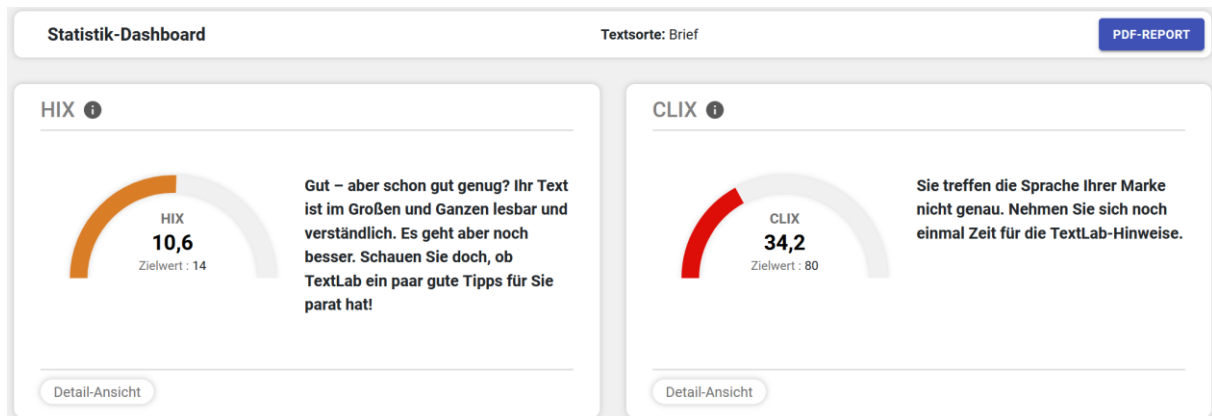 Statistik-Dashboard
Textsorte: Brief
PDF-REPORT
HIX
HIX
10,6
Zielwert : 14
Gut – aber schon gut genug? Ihr Text
ist im Großen und Ganzen lesbar und
verständlich. Es geht aber noch
besser. Schauen Sie doch, ob
TextLab ein paar gute Tipps für Sie
parat hat!
Detail-Ansicht
CLIX
CLIX
34,2
Zielwert : 80
Sie treffen die Sprache Ihrer Marke
nicht genau. Nehmen Sie sich noch
einmal Zeit für die TextLab-Hinweise.
Detail-Ansicht